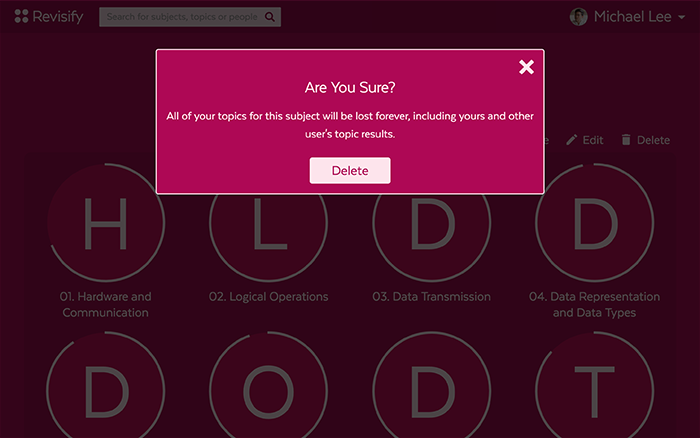 Revisify
Search for subjects, topics or people
Michael Lee
Are You Sure?
All of your topics for this subject will be lost forever, including yours and other
user's topic results.
Delete
Edit
Delete
H
L
D
D
01. Hardware and
Communication
02. Logical Operations
03. Data Transmission
04. Data Representation
and Data Types
D
O
D
T